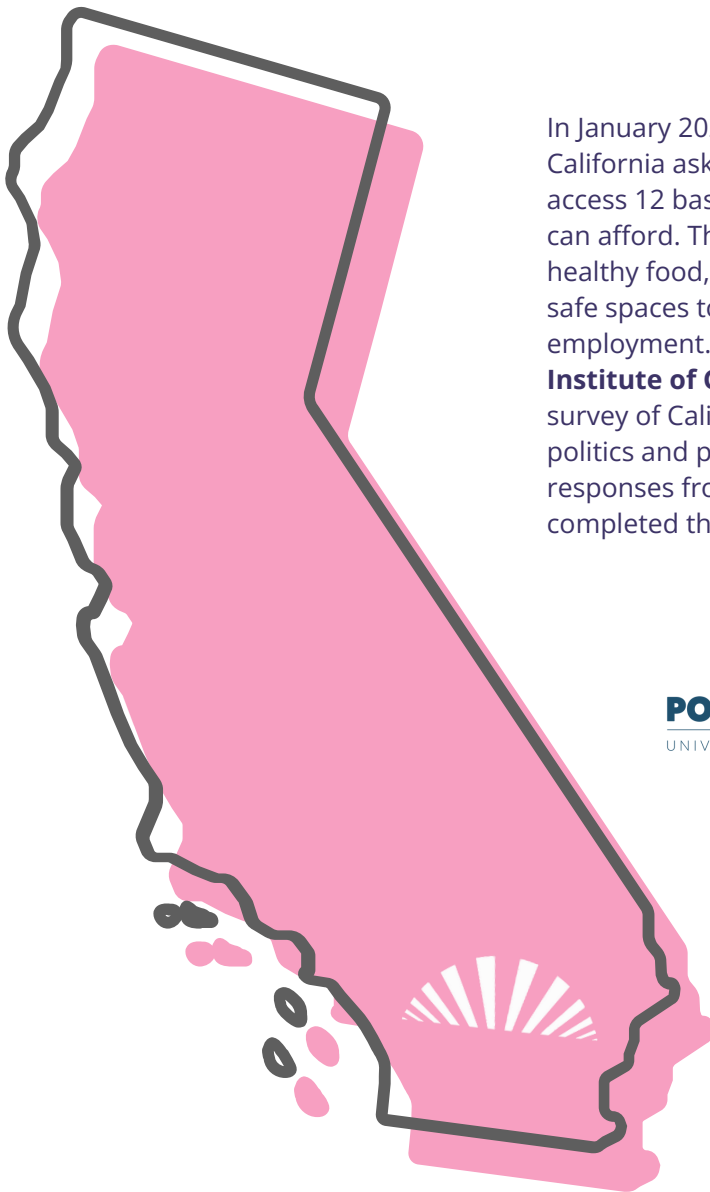 In January 20
California ask
access 12 bas
can afford. Th
healthy food,
safe spaces to
employment.
Institute of
survey of Cali
politics and p
responses fro
completed th
PO
UNIV